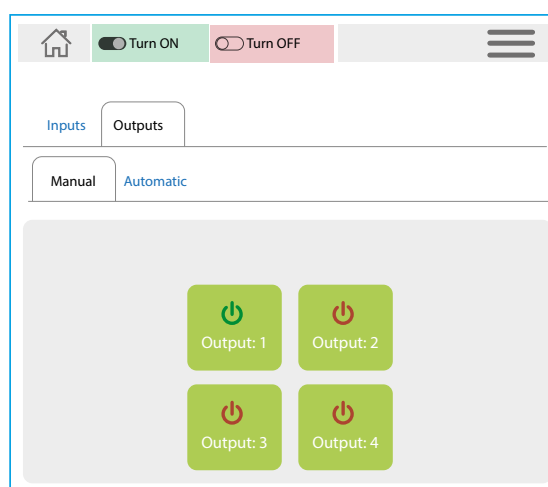 Turn ON Turn OFF
Inputs Outputs
Manual Automatic
Output: 1 Output: 2
Output: 3 Output: 4